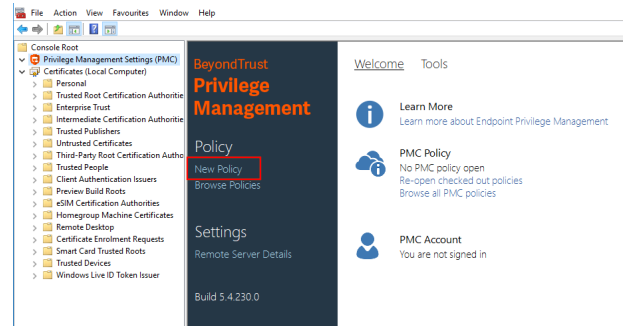 File Action View Favourites Window Help
Console Root
Privilege Management Settings (PMC)
Certificates (Local Computer)
Personal
Trusted Root Certification Authoritie
Enterprise Trust
Intermediate Certification Authoritie
Trusted Publishers
Untrusted Certificates
Third-Party Root Certification Autho
Trusted People
Client Authentication Issuers
Preview Build Roots
eSIM Certification Authorities
Homegroup Machine Certificates
Remote Desktop
Certificate Enrolment Requests
Smart Card Trusted Roots
Trusted Devices
Windows Live ID Token Issuer
BeyondTrust
Privilege
Management
Policy
New Policy
Browse Policies
Settings
Remote Server Details
Build 5.4.230.0
Welcome Tools
Learn More
Learn more about Endpoint Privilege Management
PMC Policy
No PMC policy open
Re-open checked out policies
Browse all PMC policies
PMC Account
You are not signed in